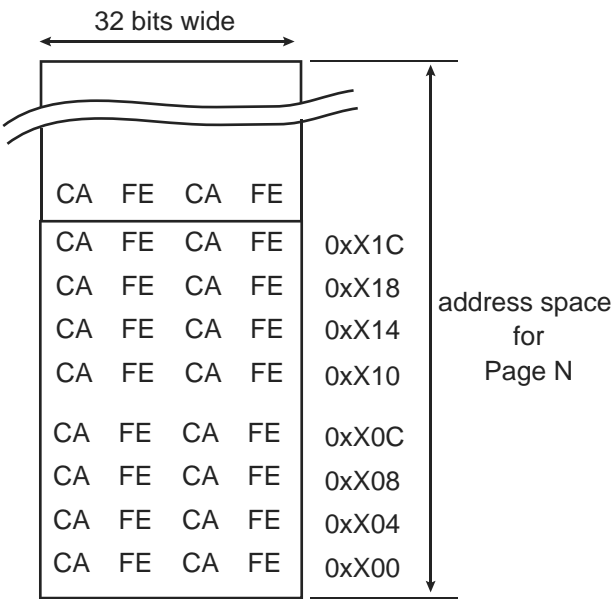 32 bits wide
CA FE CA FE
CA FE CA FE 0xX1C
CA FE CA FE 0xX18
CA FE CA FE 0xX14
CA FE CA FE 0xX10
CA FE CA FE 0xX0C
CA FE CA FE 0xX08
CA FE CA FE 0xX04
CA FE CA FE 0xX00
address space
for
Page N